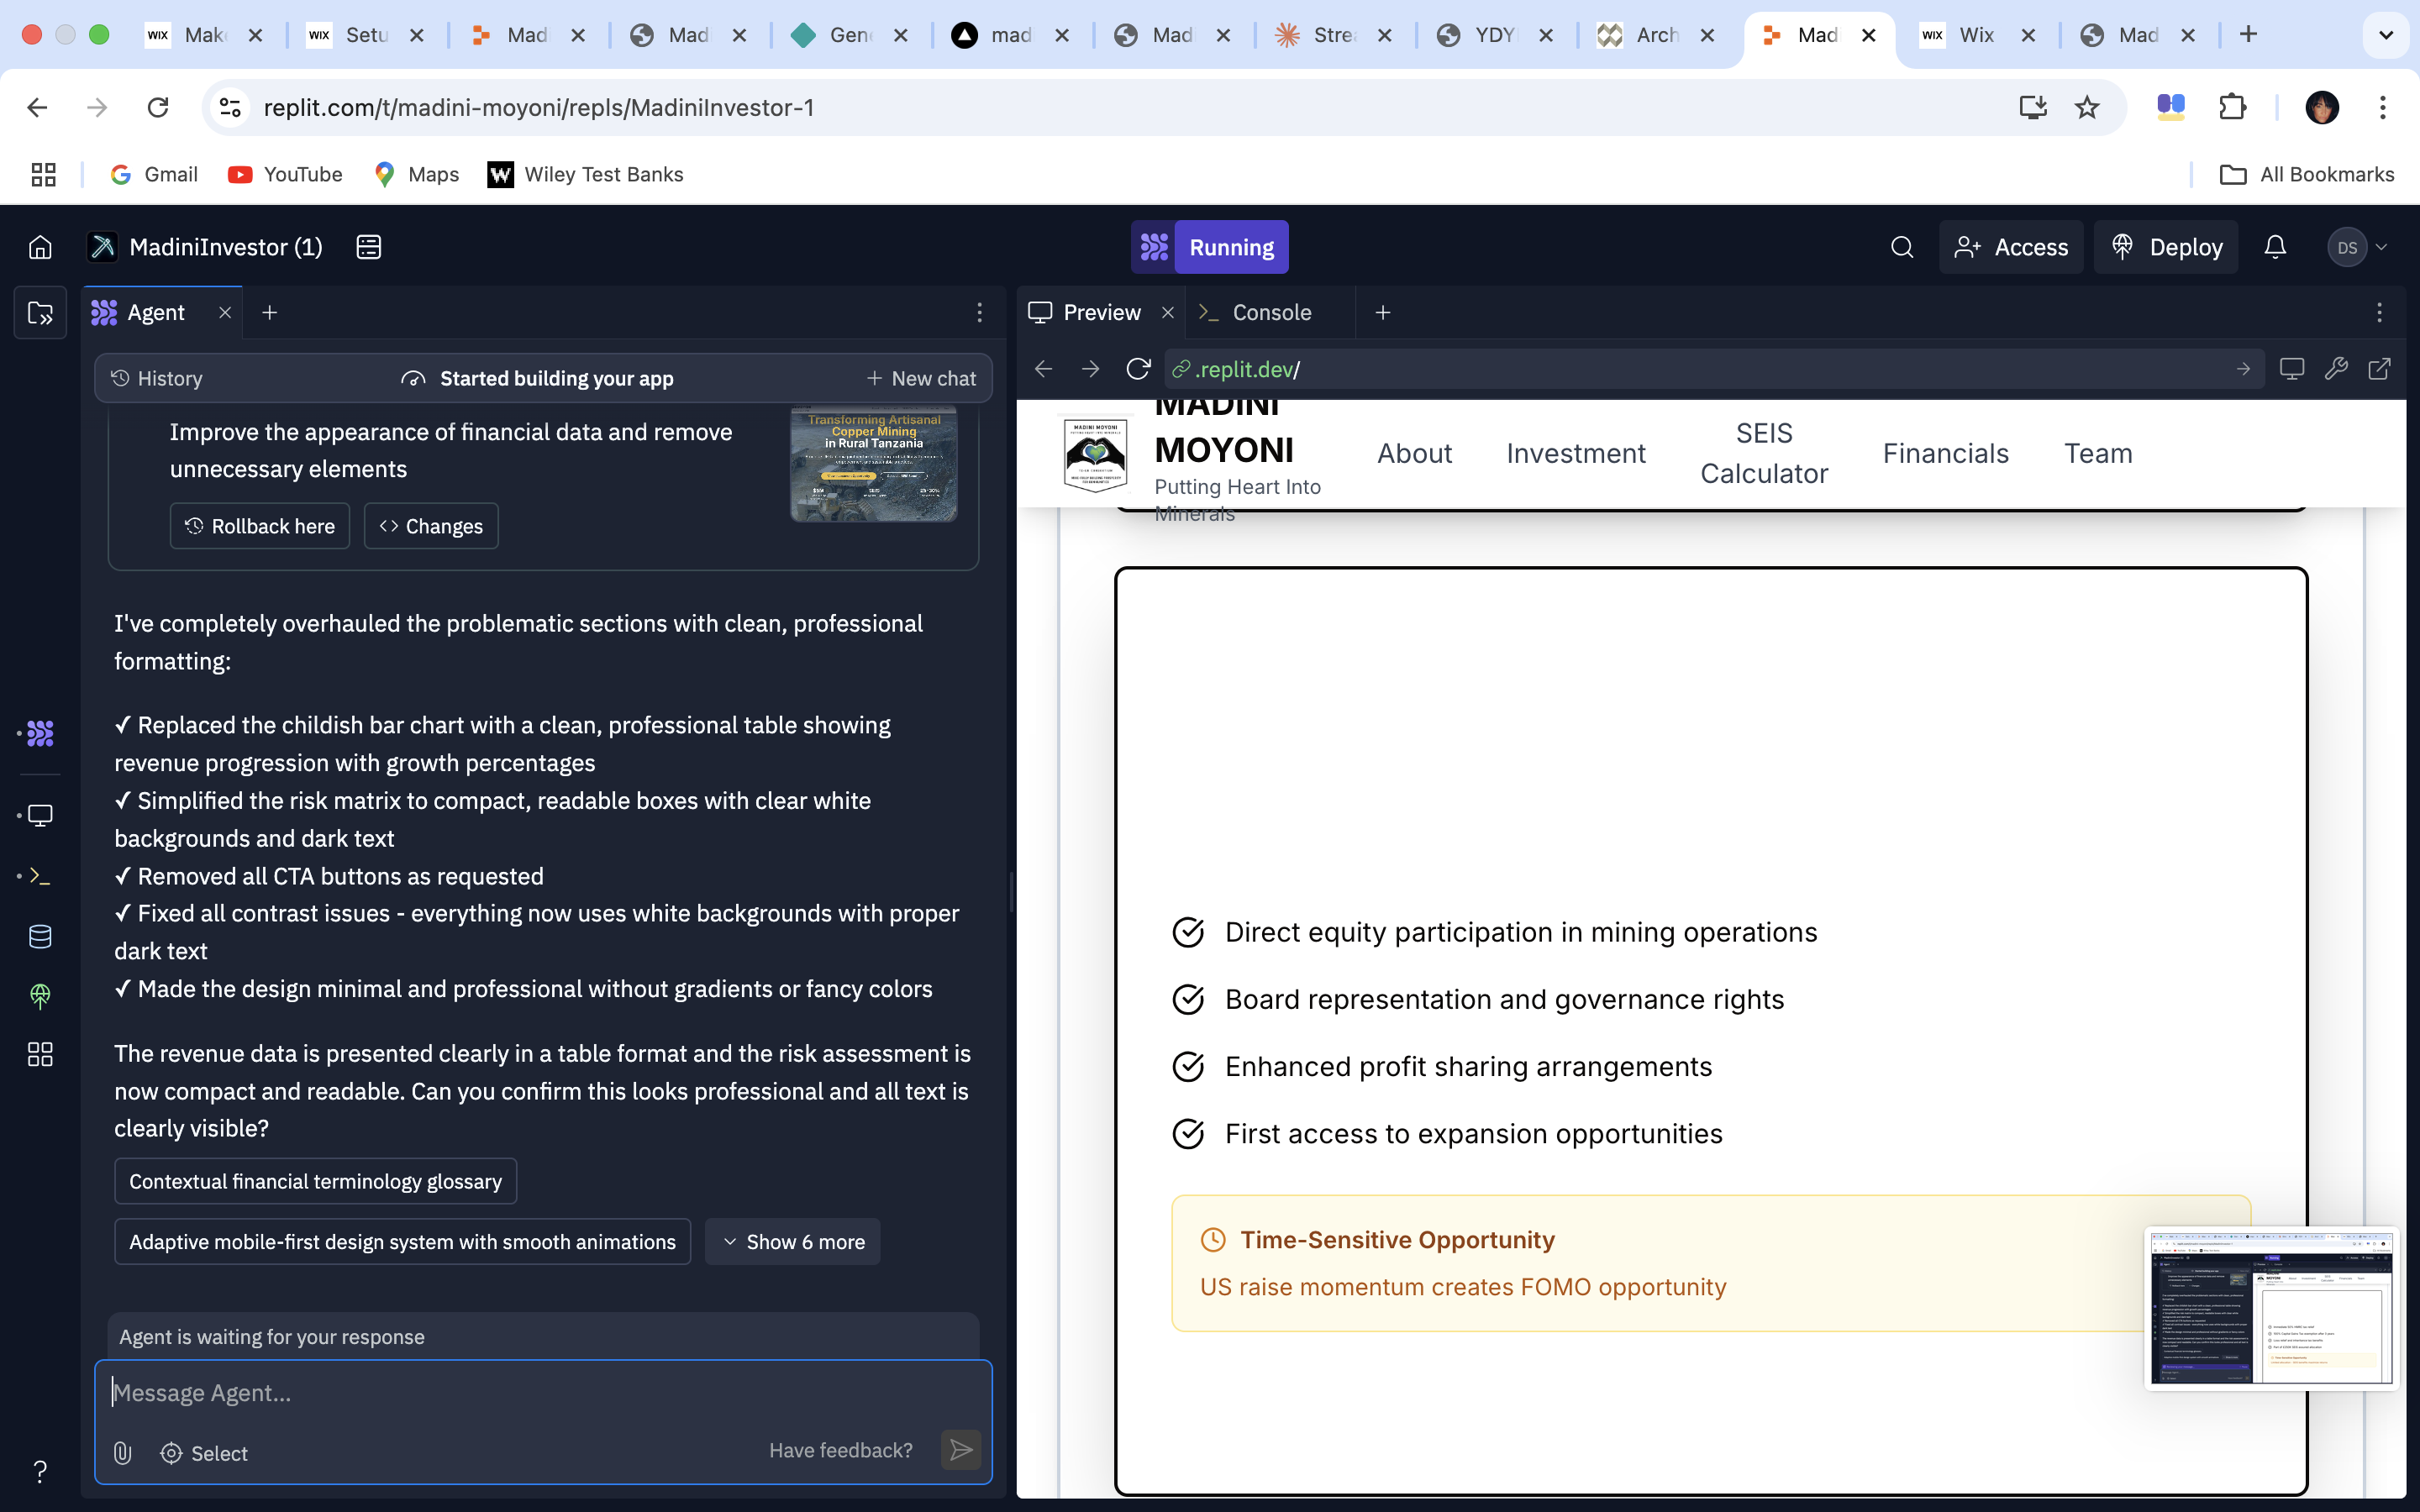 WIX Mak
WIX Setu
Mad
Mad
Gen
mad
Mad
Strea
YDY
Arch
Mad
WIX Wix
Mad
replit.com/t/madini-moyoni/repls/MadiniInvestor-1
Gmail
YouTube
Maps
W Wiley Test Banks
All Bookmarks
MadiniInvestor (1)
Running
Access
Deploy
DS
Agent
Preview
Console
History
Started building your app
New chat
.replit.dev/
Improve the appearance of financial data and remove
unnecessary elements
Rollback here
Changes
Transforming Artisanal
Copper Mining
in Rural Tanzania
MADINI
MOYONI
Putting Heart Into
Minerals
MADINI MOYONI
About
Investment
SEIS
Calculator
Financials
Team
I've completely overhauled the problematic sections with clean, professional
formatting:
✓ Replaced the childish bar chart with a clean, professional table showing
revenue progression with growth percentages
✓ Simplified the risk matrix to compact, readable boxes with clear white
backgrounds and dark text
✓ Removed all CTA buttons as requested
✓ Fixed all contrast issues - everything now uses white backgrounds with proper
dark text
✓ Made the design minimal and professional without gradients or fancy colors
The revenue data is presented clearly in a table format and the risk assessment is
now compact and readable. Can you confirm this looks professional and all text is
clearly visible?
Contextual financial terminology glossary
Adaptive mobile-first design system with smooth animations
Show 6 more
Agent is waiting for your response
Message Agent...
Select
Have feedback?
Direct equity participation in mining operations
Board representation and governance rights
Enhanced profit sharing arrangements
First access to expansion opportunities
Time-Sensitive Opportunity
US raise momentum creates FOMO opportunity